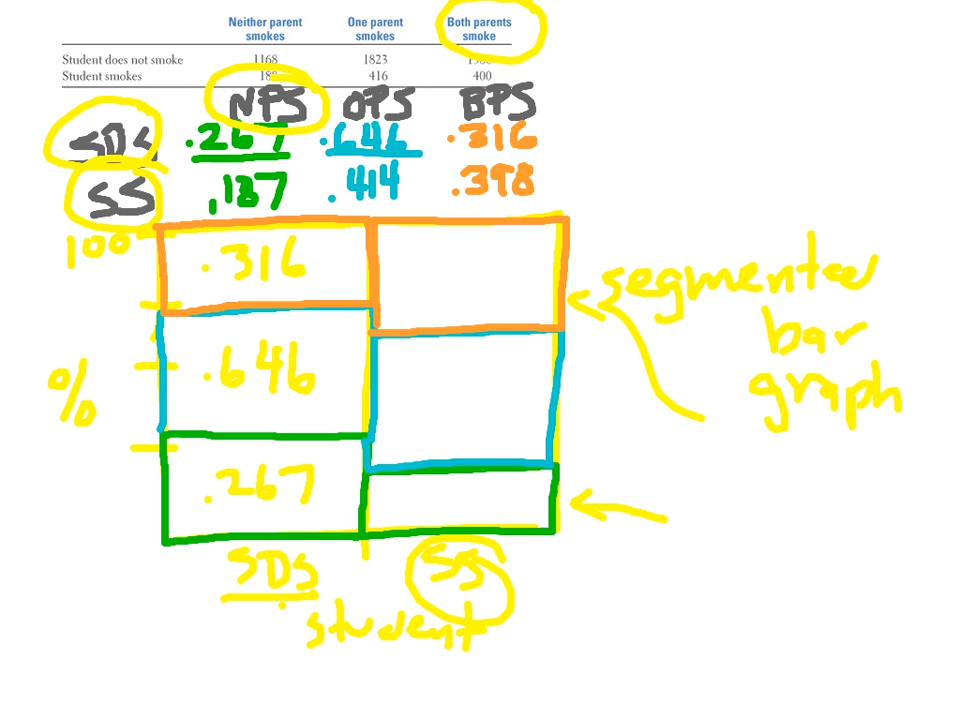 Neither parent smokes One parent smokes Both parents smoke
Student does not smoke 1168 1823
Student smokes 416 400
NPS OPS BPS
SDS .267 .646 .316
SS .187 .414 .398
100
.316
segmented
bar
graph
%
.646
.267
SDS SS
student